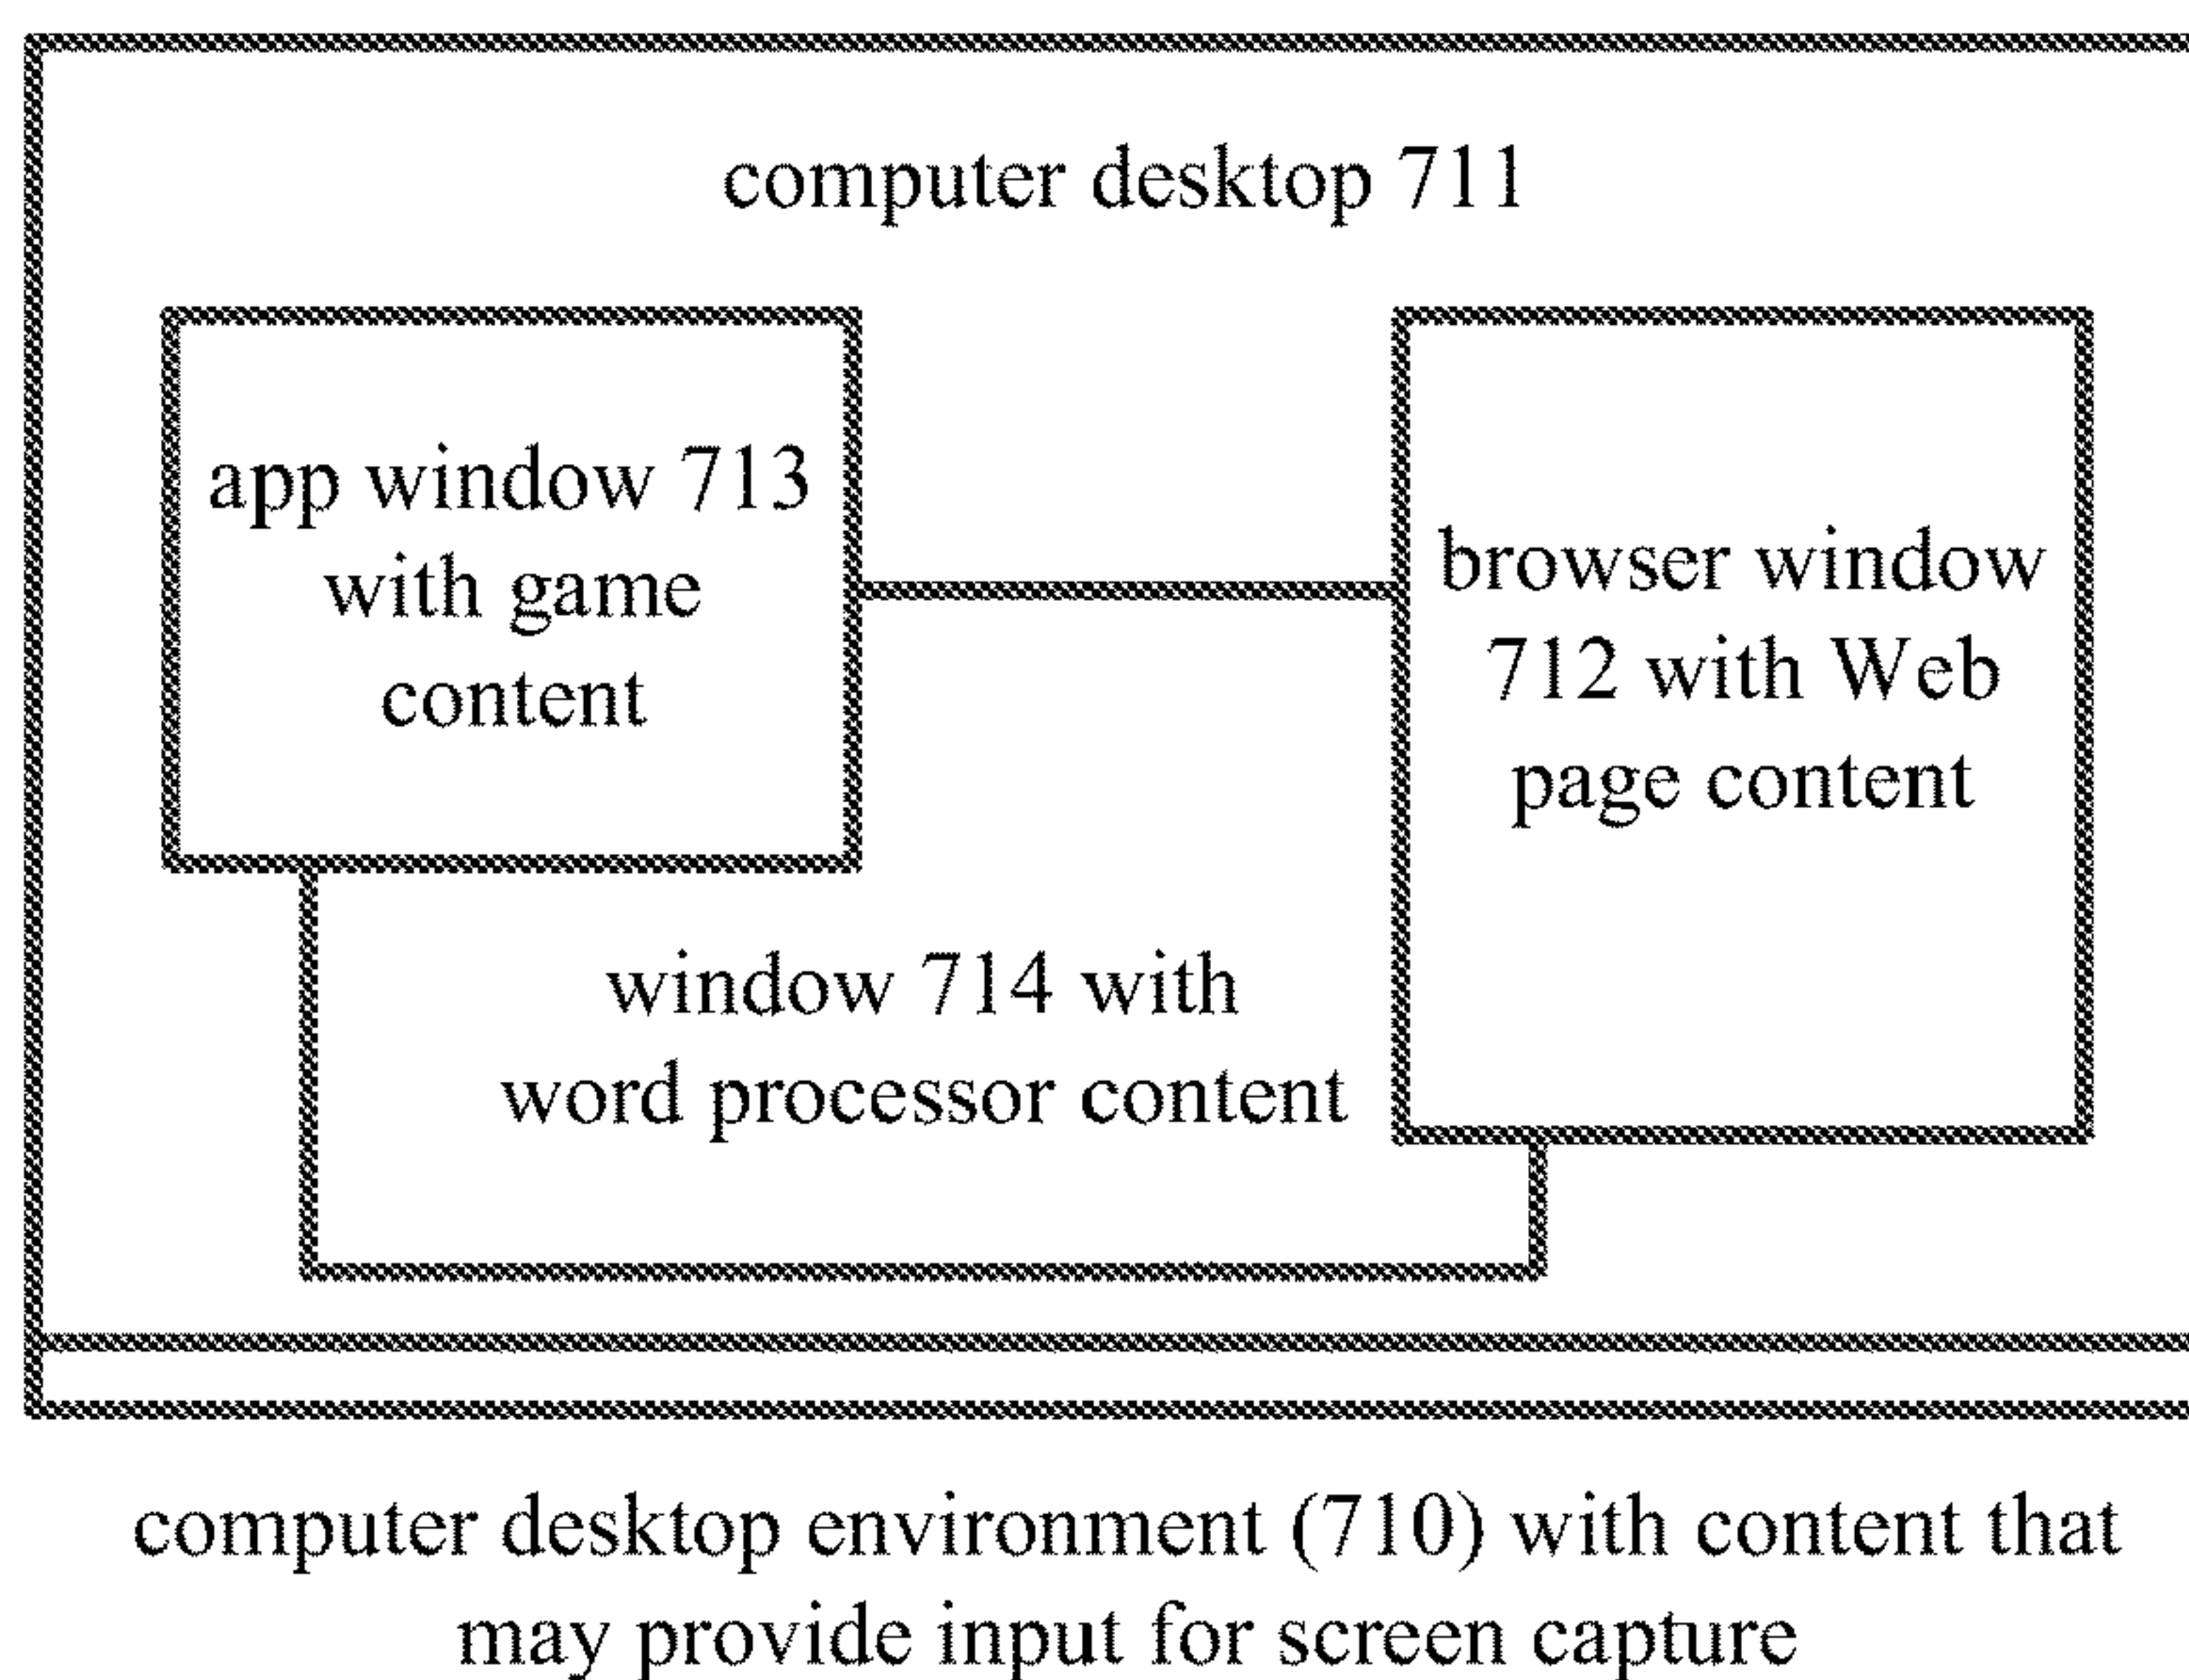 computer desktop 711
app window 713
with game
content
browser window
712 with Web
page content
window 714 with
word processor content
computer desktop environment (710) with content that
may provide input for screen capture